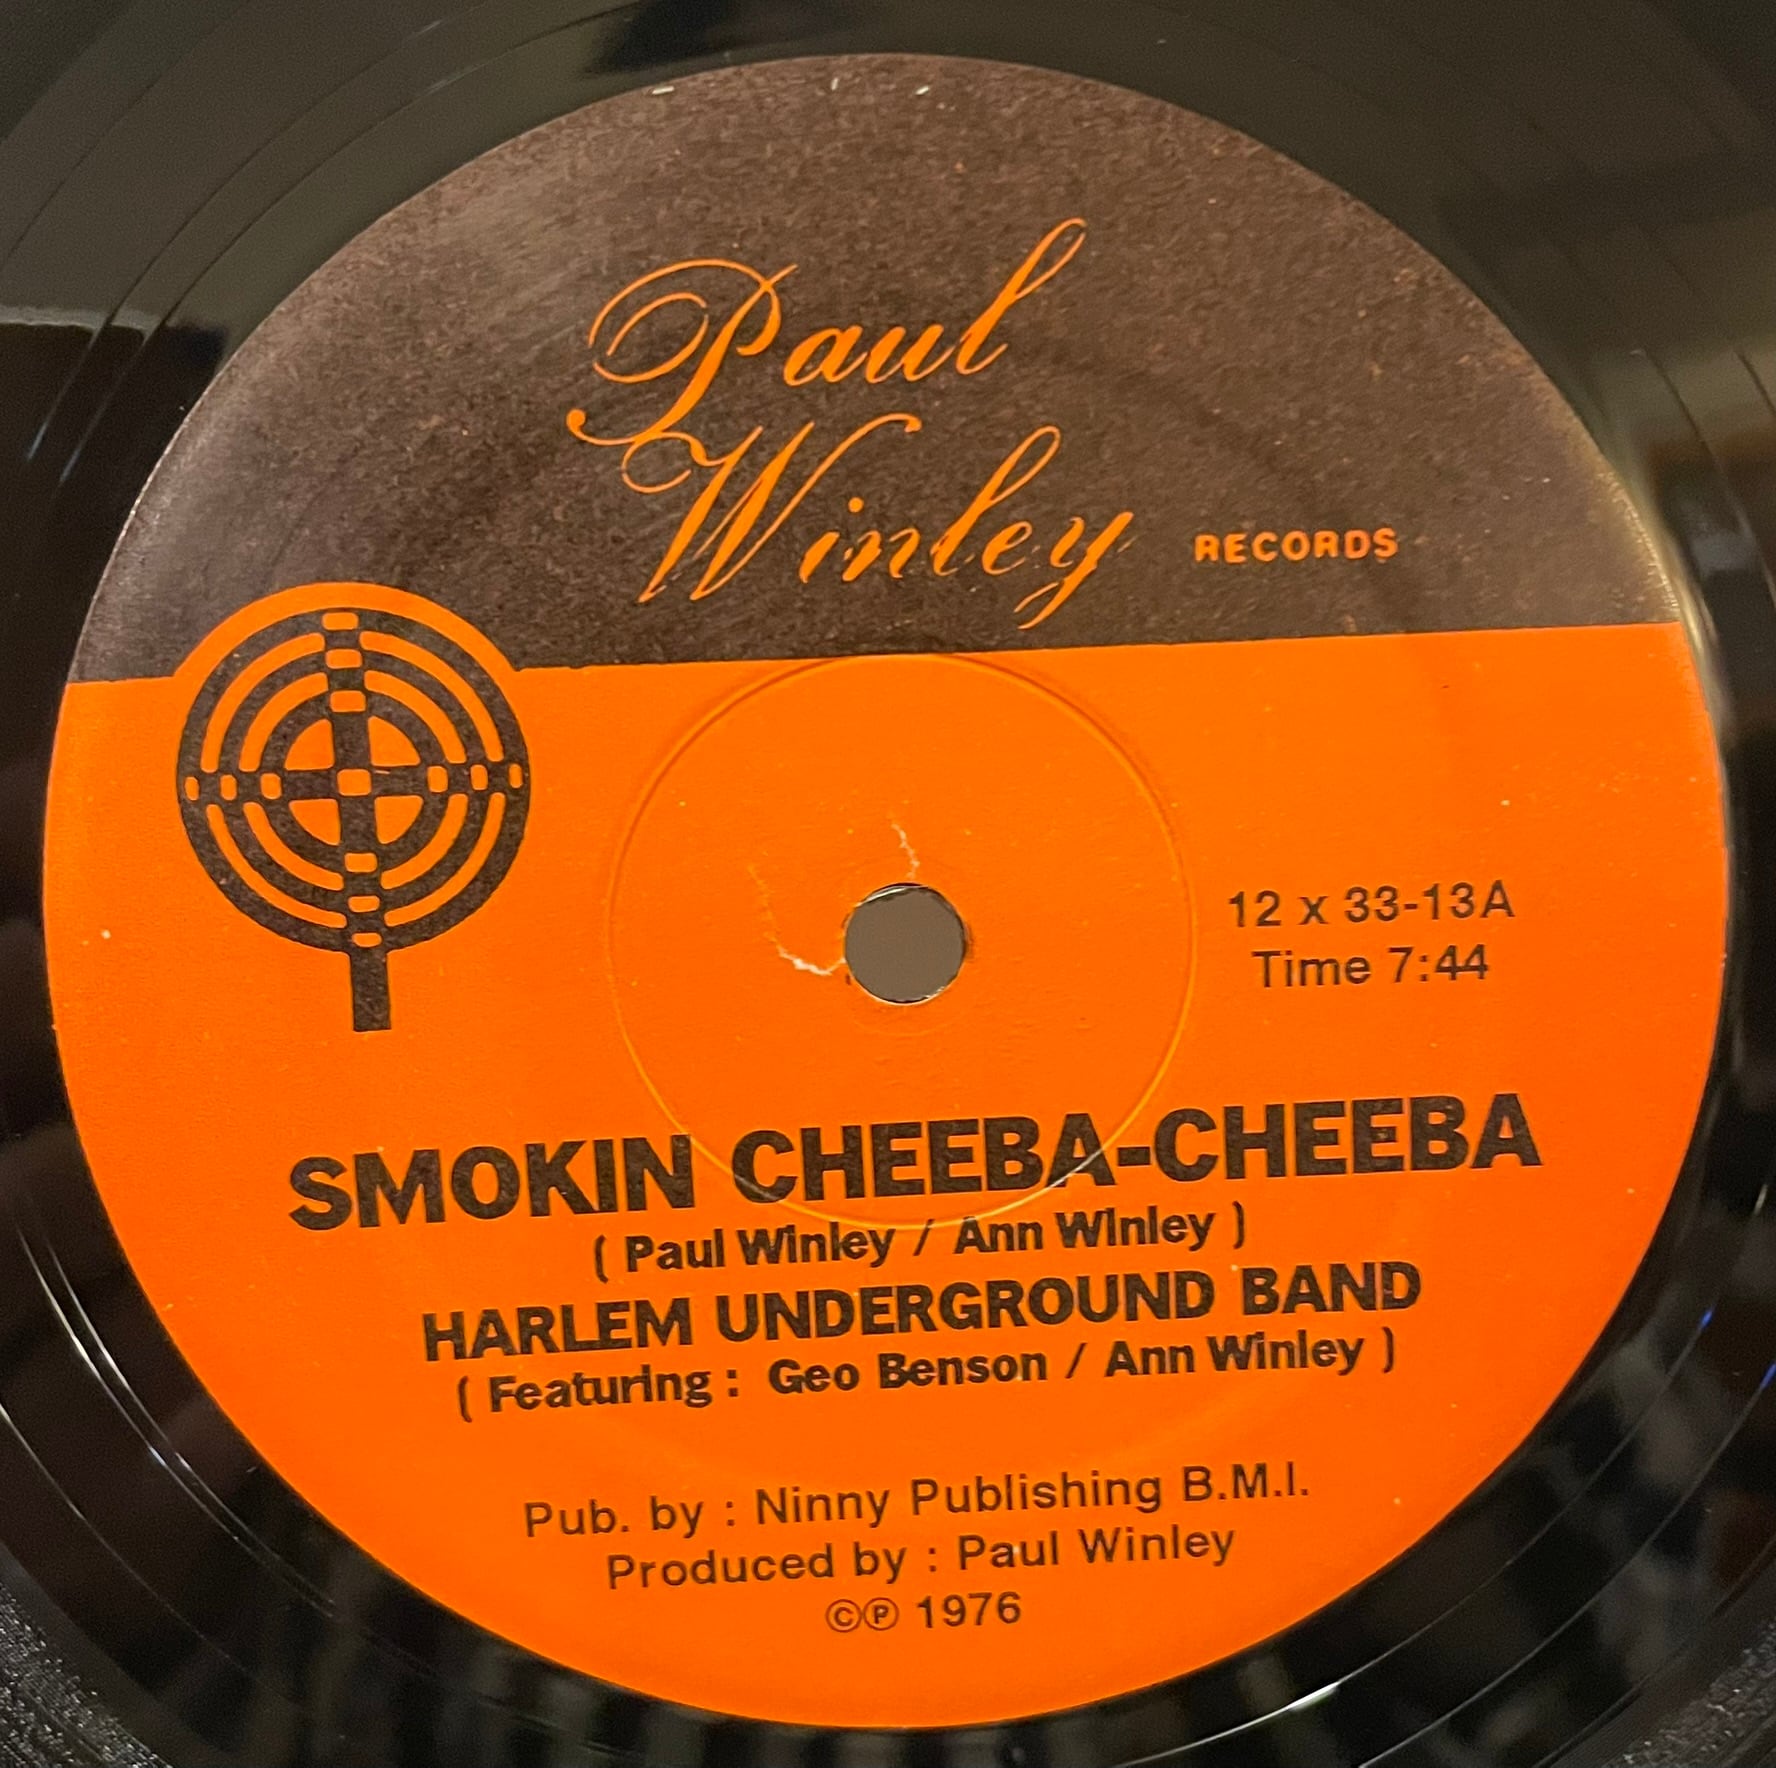 Paul
Winley RECORDS
12 x 33-13A
Time 7:44
SMOKIN CHEEBA-CHEEBA
( Paul Winley / Ann Winley )
HARLEM UNDERGROUND BAND
( Featuring : Geo Benson / Ann Winley )
Pub. by : Ninny Publishing B.M.I.
Produced by : Paul Winley
©℗ 1976